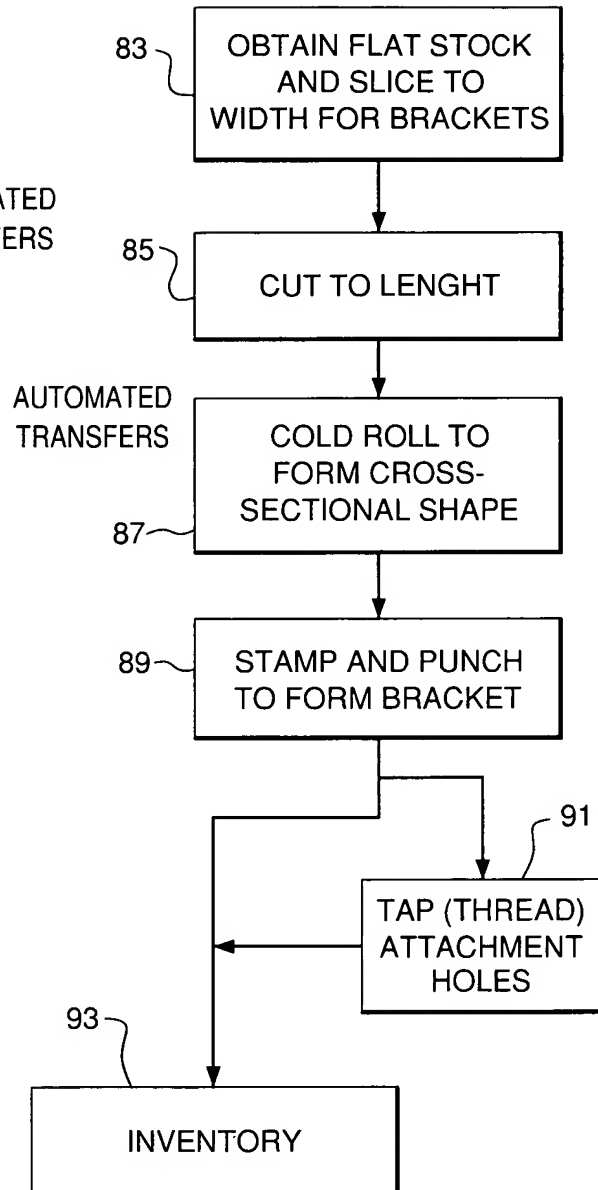 83
OBTAIN FLAT STOCK
AND SLICE TO
WIDTH FOR BRACKETS
85
CUT TO LENGHT
AUTOMATED
TRANSFERS
COLD ROLL TO
FORM CROSS-
SECTIONAL SHAPE
87
89
STAMP AND PUNCH
TO FORM BRACKET
91
TAP (THREAD)
ATTACHMENT
HOLES
93
INVENTORY